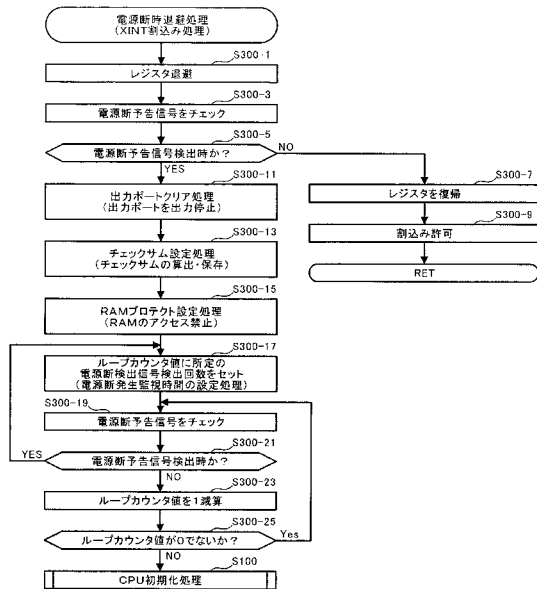 電源断時退避処理
(XINT割込み処理)
S300-1
レジスタ退避
S300-3
電源断予告信号をチェック
S300-5
電源断予告信号検出時か?
NO
YES
S300-7
レジスタを復帰
S300-9
割込み許可
RET
S300-11
出力ポートクリア処理
(出力ポートを出力停止)
S300-13
チェックサム設定処理
(チェックサムの算出・保存)
S300-15
RAMプロテクト設定処理
(RAMのアクセス禁止)
S300-17
ループカウンタ値に所定の
電源断検出信号検出回数をセット
(電源断発生監視時間の設定処理)
S300-19
電源断予告信号をチェック
S300-21
YES
電源断予告信号検出時か?
NO
S300-23
ループカウンタ値を1減算
S300-25
ループカウンタ値が0でないか?
Yes
NO
S100
CPU初期化処理